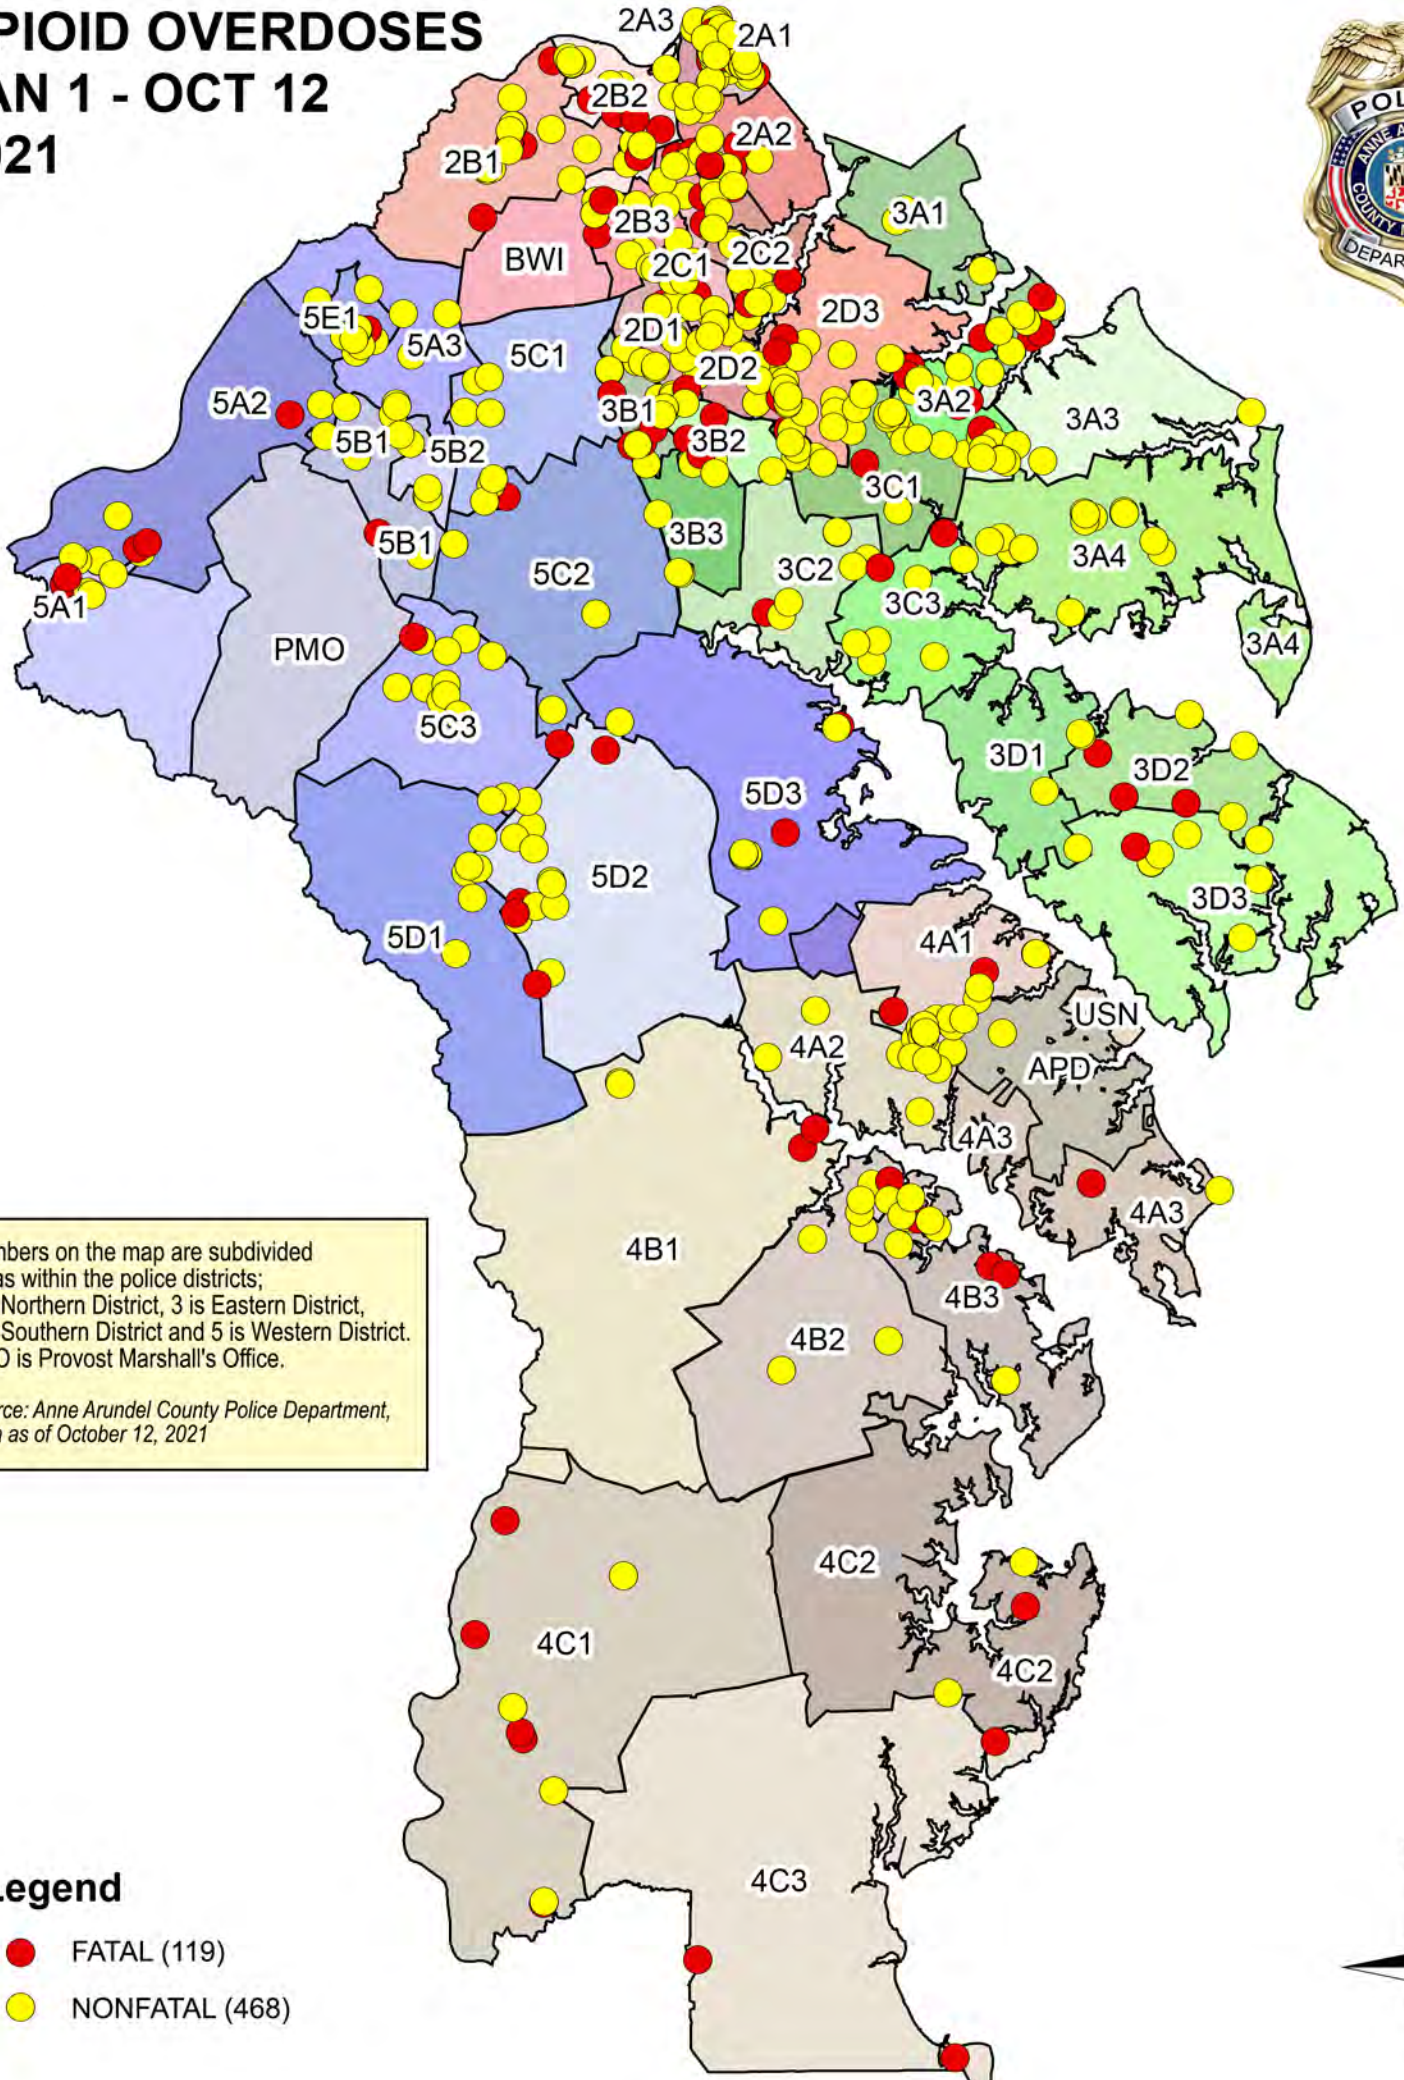 PIOID OVERDOSES
AN 1 - OCT 12
021
2A3
2A1
2B2
2A2
2B1
3A1
2B3
BWI
2C1
2C2
5E1
2D3
2D1
5A3
5C1
2D2
5A2
3B1
3A2
3A3
5B1
5B2
3B2
3C1
3B3
5B1
3A4
5C2
3C2
5A1
3C3
PMO
3A4
5C3
3D1
3D2
5D3
5D2
3D3
5D1
4A1
USN
4A2
APD
4A3
4A3
4B1
4B3
4B2
4C2
4C1
4C2
4C3
POL
ANNE A
COUNTY
DEPAR
mbers on the map are subdivided
as within the police districts;
Northern District, 3 is Eastern District,
Southern District and 5 is Western District.
O is Provost Marshall's Office.
rce: Anne Arundel County Police Department,
a as of October 12, 2021
Legend
FATAL (119)
NONFATAL (468)